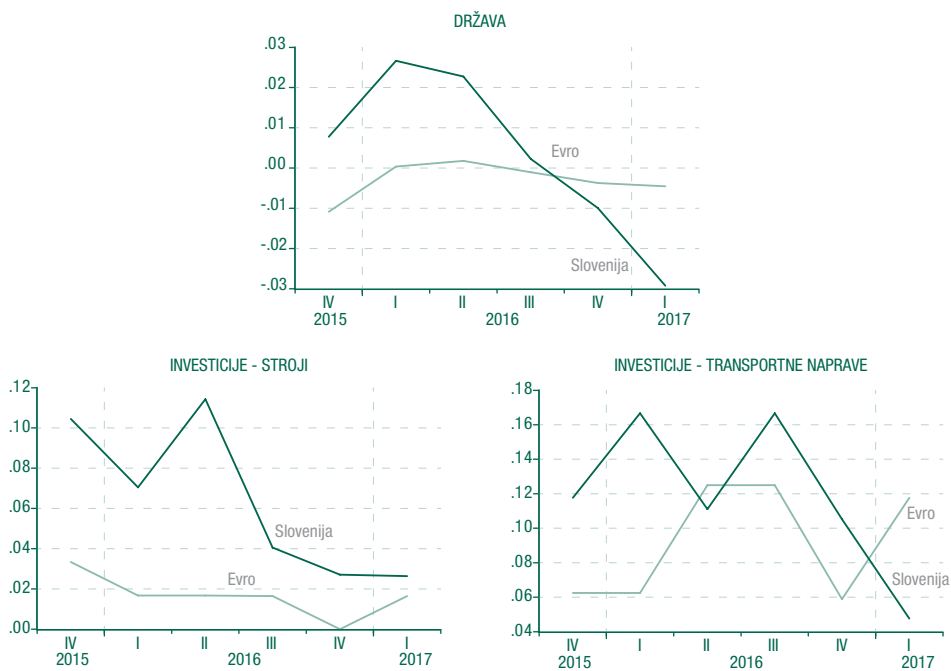 DRŽAVA
.03
.02
.01
.00
-.01
-.02
-.03
Evro
Slovenija
IV I II III IV I
2015 2016 2017
INVESTICIJE - STROJI
.12
.10
.08
.06
.04
.02
.00
Slovenija
Evro
IV I II III IV I
2015 2016 2017
INVESTICIJE - TRANSPORTNE NAPRAVE
.18
.16
.14
.12
.10
.08
.06
.04
Evro
Slovenija
IV I II III IV I
2015 2016 2017